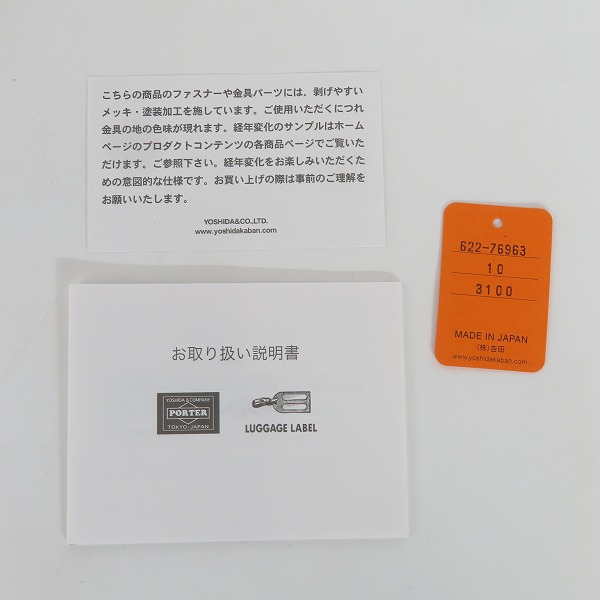 こちらの商品のファスナーや金具パーツには、剥げやすい
メッキ・塗装加工を施しています。ご使用いただくにつれ
金具の地の色味が現れます。経年変化のサンプルはホーム
ページのプロダクトコンテンツの各商品ページでご覧いた
だけます。ご参照下さい。経年変化をお楽しみいただくた
めの意図的な仕様です。お買い上げの際は事前のご理解を
お願いいたします。
YOSHIDA&CO.,LTD.
www.yoshidakaban.com
622-76963
10
3100
MADE IN JAPAN
(株)吉田
www.yoshidakaban.com
お取り扱い説明書
YOSHIDA & COMPANY
PORTER
TOKYO-JAPAN
LUGGAGE LABEL